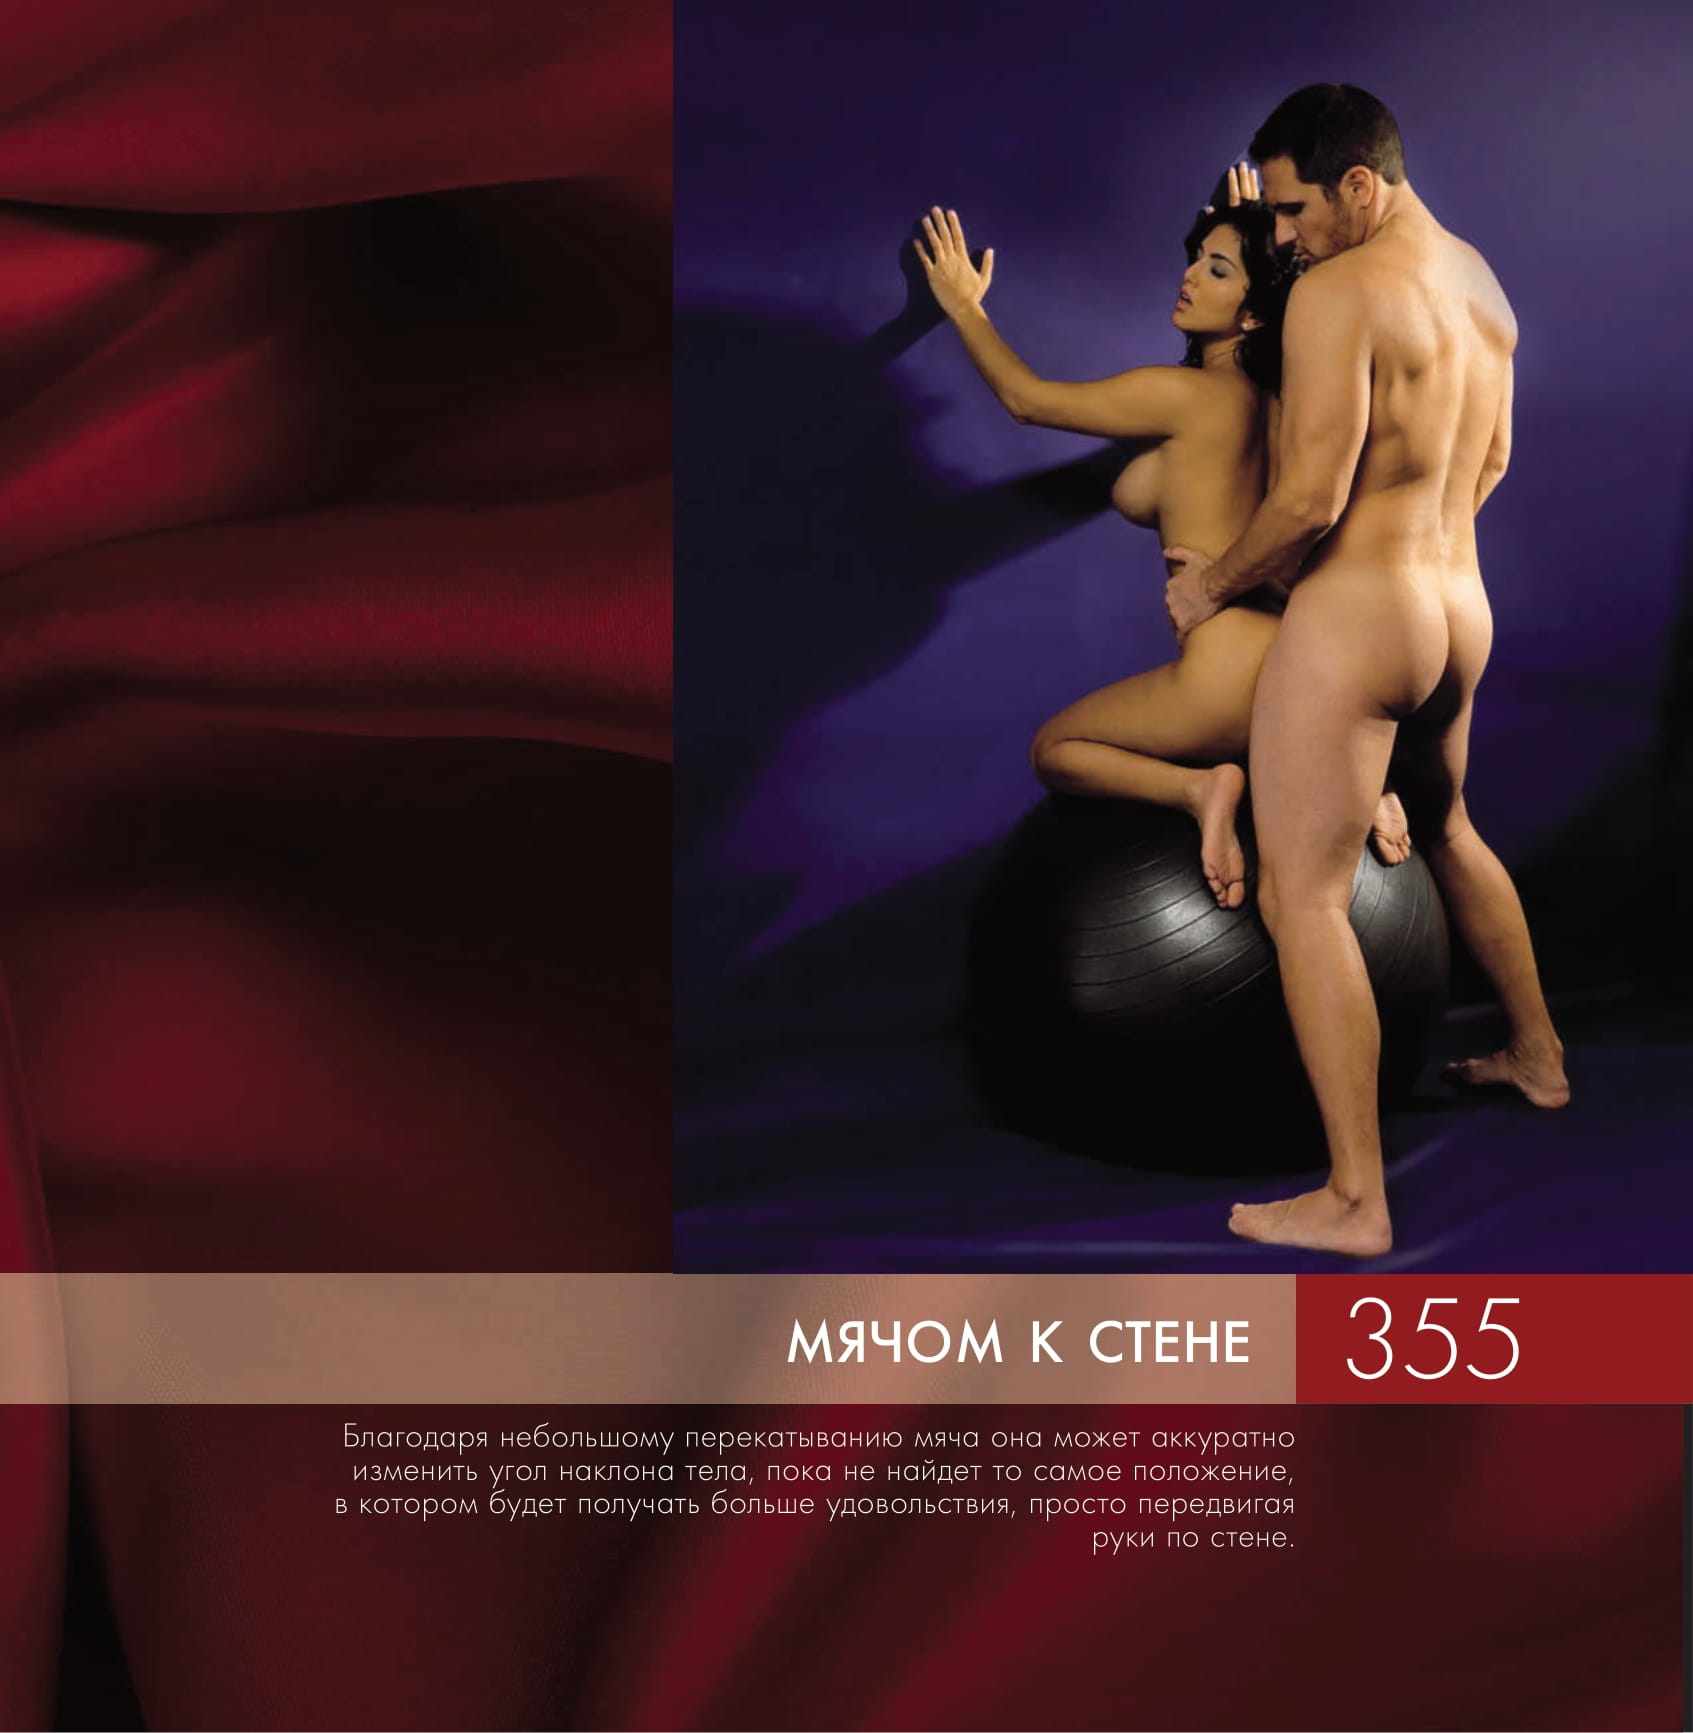 МЯЧОМ К СТЕНЕ
355
Благодаря небольшому перекатыванию мяча она может аккуратно
изменить угол наклона тела, пока не найдет то самое положение,
в котором будет получать больше удовольствия, просто передвигая
руки по стене.